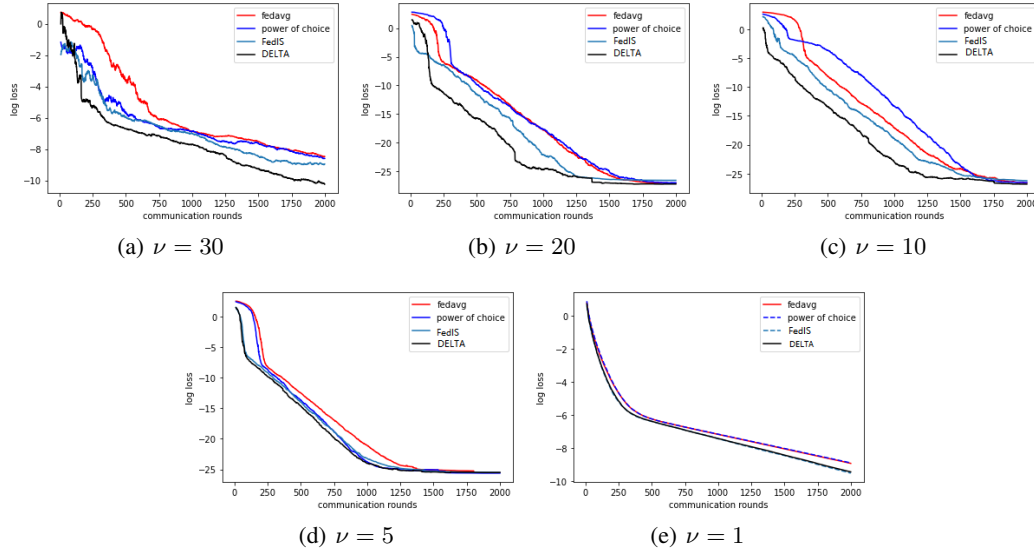 fedavg
power of choice
FedIS
DELTA
log loss
0
−2
−4
−6
−8
−10
0 250 500 750 1000 1250 1500 1750 2000
communication rounds
(a) ν = 30
fedavg
power of choice
FedIS
DELTA
log loss
0
−5
−10
−15
−20
−25
0 250 500 750 1000 1250 1500 1750 2000
communication rounds
(b) ν = 20
fedavg
power of choice
FedIS
DELTA
log loss
0
−5
−10
−15
−20
−25
0 250 500 750 1000 1250 1500 1750 2000
communication rounds
(c) ν = 10
fedavg
power of choice
FedIS
DELTA
log loss
0
−5
−10
−15
−20
−25
0 250 500 750 1000 1250 1500 1750 2000
communication rounds
(d) ν = 5
fedavg
power of choice
FedIS
DELTA
log loss
0
−2
−4
−6
−8
−10
0 250 500 750 1000 1250 1500 1750 2000
communication rounds
(e) ν = 1